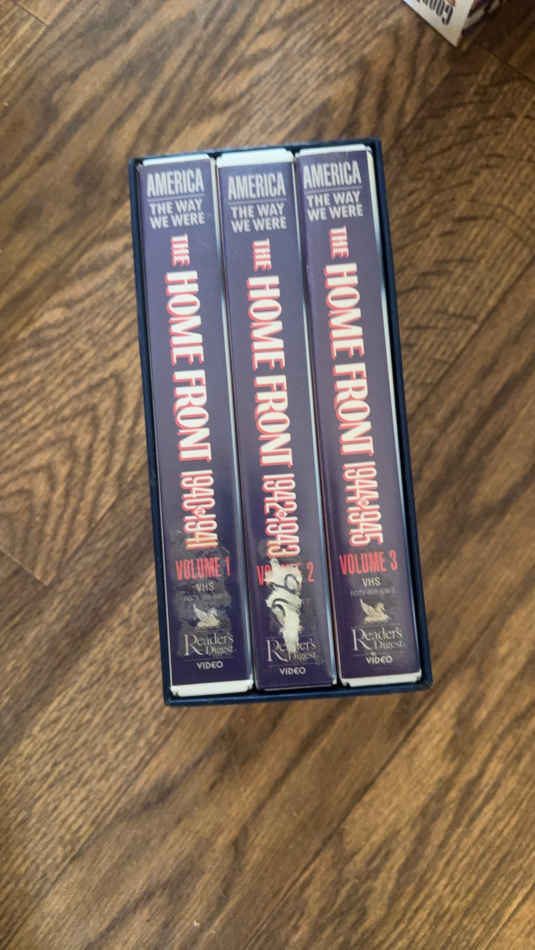 AMERICA
THE WAY
WE WERE
THE HOME FRONT 1940-1941
VOLUME 1
VHS
Reader's
Digest
VIDEO
AMERICA
THE WAY
WE WERE
THE HOME FRONT 1942-1943
2
Reader's
Digest
VIDEO
AMERICA
THE WAY
WE WERE
THE HOME FRONT 1944-1945
VOLUME 3
VHS
Reader's
Digest
VIDEO